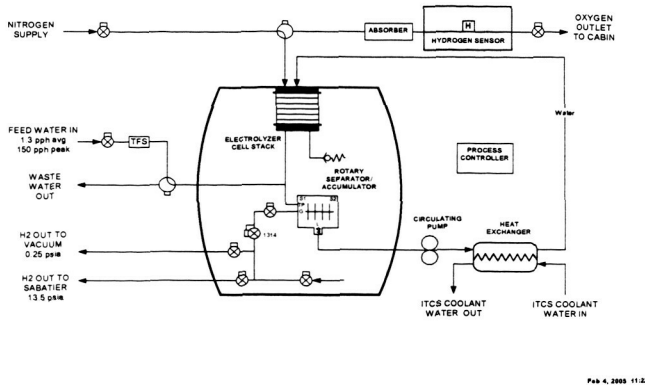 NITROGEN
SUPPLY
ABSORBER
H
HYDROGEN SENSOR
OXYGEN
OUTLET
TO CABIN
Water
FEED WATER IN
1.3 pph avg
150 pph peak
TFS
ELECTROLYZER
CELL STACK
ROTARY
SEPARATOR/
ACCUMULATOR
PROCESS
CONTROLLER
WASTE
WATER
OUT
S1
S2
TP
G
1314
H2 OUT TO
VACUUM
0.25 psia
H2 OUT TO
SABATIER
13.5 psia
CIRCULATING
PUMP
HEAT
EXCHANGER
ITCS COOLANT
WATER OUT
ITCS COOLANT
WATER IN
Feb 4, 2005 11:2